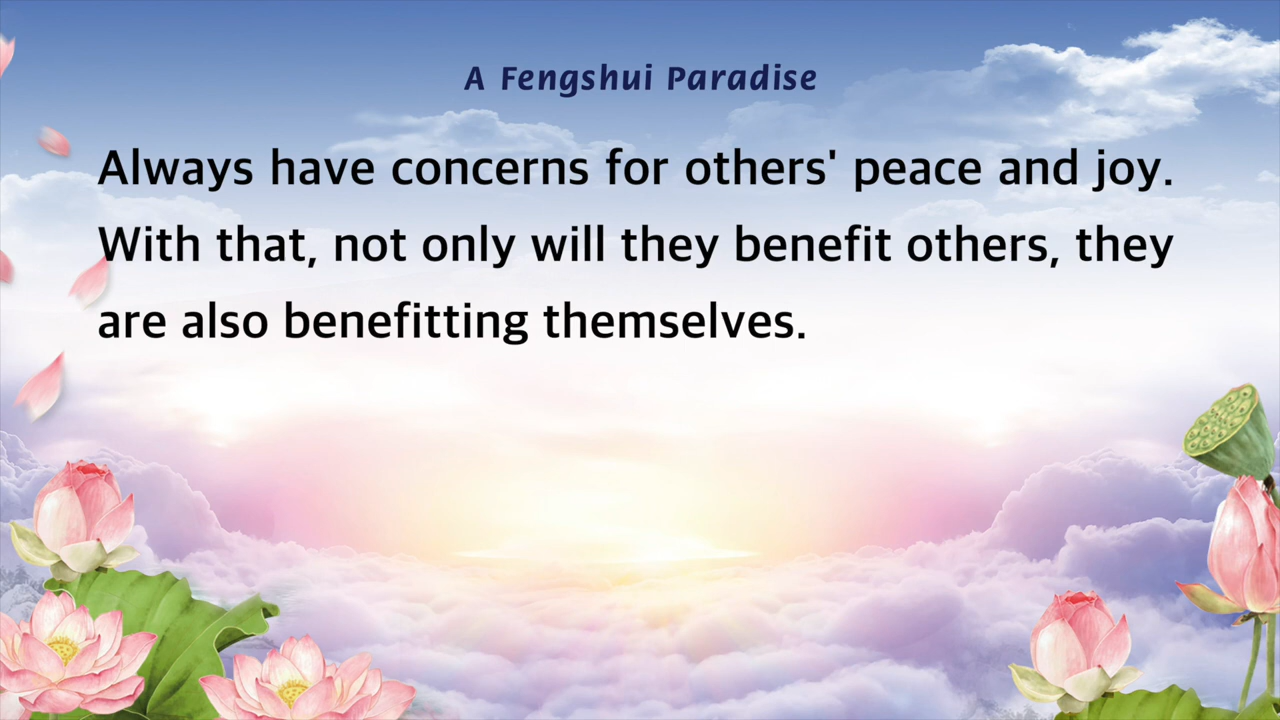 A Fengshui Paradise
Always have concerns for others' peace and joy.
With that, not only will they benefit others, they
are also benefitting themselves.